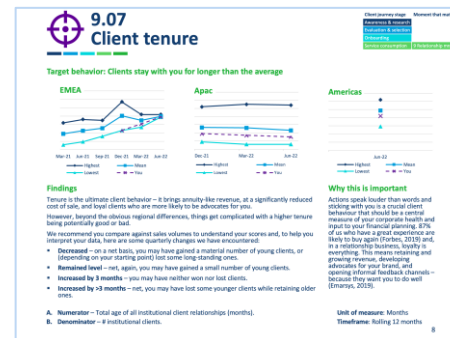 9.07
Client tenure
Client journey stage Moment that mat
Awareness & research
Evaluation & selection
Onboarding
Service consumption 9.Relationship m
Target behavior: Clients stay with you for longer than the average
EMEA
Mar-21 Jun-21 Sep-21 Dec-21 Mar-22 Jun-22
Highest Mean
Lowest You
Apac
Dec-21 Mar-22 Jun-22
Highest Mean
Lowest You
Americas
Jun-22
Highest Mean
Lowest You
Findings
Tenure is the ultimate client behavior – it brings annuity-like revenue, at a significantly reduced
cost of sale, and loyal clients who are more likely to be advocates for you.
However, beyond the obvious regional differences, things get complicated with a higher tenure
being potentially good or bad.
We recommend you compare against sales volumes to understand your scores and, to help you
interpret your data, here are some quarterly changes we have encountered:
• Decreased – on a net basis, you may have gained a material number of young clients, or
(depending on your starting point) lost some long-standing ones.
• Remained level – net, again, you may have gained a small number of young clients.
• Increased by 3 months – you may have neither won nor lost clients.
• Increased by >3 months – net, you may have lost some younger clients while retaining older
ones.
A. Numerator – Total age of all institutional client relationships (months).
B. Denominator – # institutional clients.
Why this is important
Actions speak louder than words and
sticking with you is a crucial client
behaviour that should be a central
measure of your corporate health and
input to your financial planning. 87%
of us who have a great experience are
likely to buy again (Forbes, 2019) and,
in a relationship business, loyalty is
everything. This means retaining and
growing revenue, developing
advocates for your brand, and
opening informal feedback channels –
because they want you to do well
(Emarsys, 2019).
Unit of measure: Months
Timeframe: Rolling 12 months
8